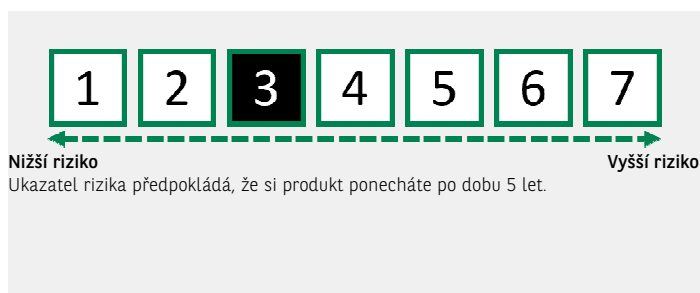 1 2 3 4 5 6 7
Nižší riziko Vyšší riziko
Ukazatel rizika předpokládá, že si produkt ponecháte po dobu 5 let.